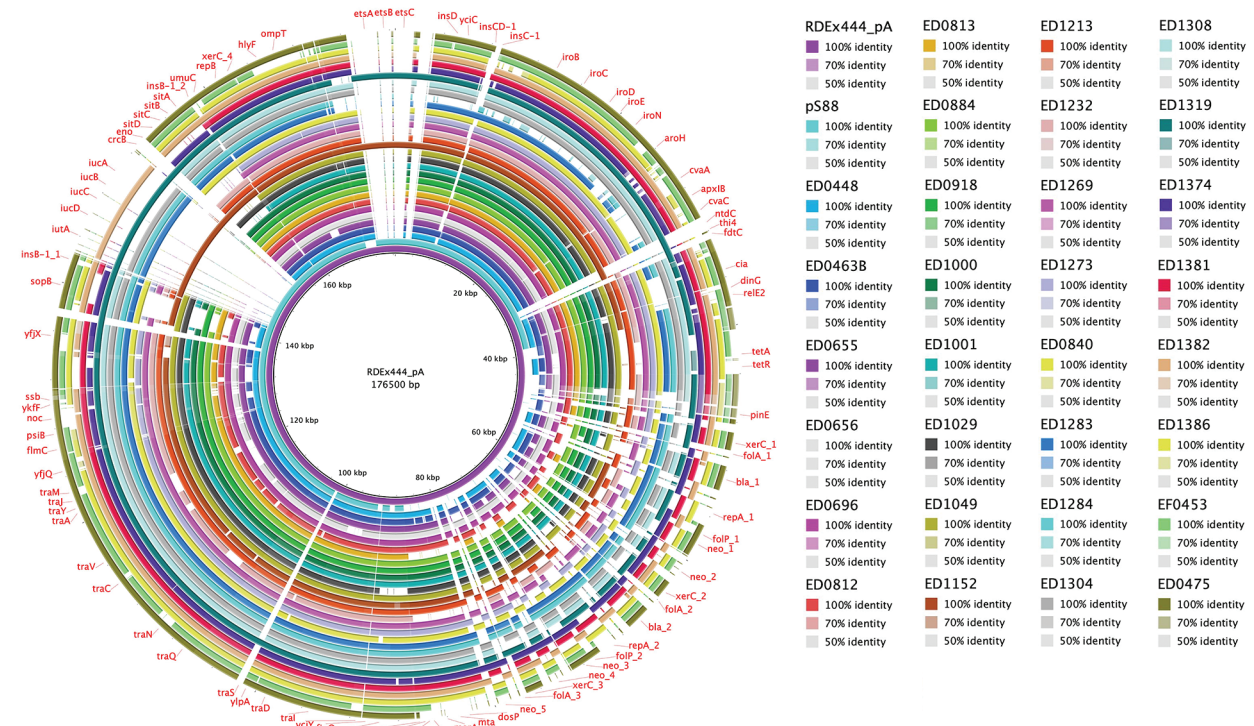 etsA etsB etsC
insD
yciC
insCD-1
insC-1
iroB
iroC
iroD
iroE
iroN
aroH
cvaA
apxIB
cvaC
ntdC
thi4
fdtC
cia
dinG
relE2
tetA
tetR
pinE
xerC_1
folA_1
bla_1
repA_1
folP_1
neo_1
neo_2
xerC_2
folA_2
bla_2
repA_2
folP_2
neo_3
neo_4
xerC_3
folA_3
neo_5
dosP
mta
traI
traD
ylpA
traS
traQ
traN
traC
traV
traA
traY
traJ
traM
yfjQ
flmC
psiB
noc
ykfF
ssb
yfjX
sopB
insB-1_1
iutA
iucD
iucC
iucB
iucA
crcB
eno
sitD
sitC
sitB
sitA
insB-1_2
umuC
repB
xerC_4
hlyF
ompT
20 kbp
40 kbp
60 kbp
80 kbp
100 kbp
120 kbp
140 kbp
160 kbp
RDEx444_pA
176500 bp
RDEx444_pA
100% identity
70% identity
50% identity
pS88
100% identity
70% identity
50% identity
ED0448
100% identity
70% identity
50% identity
ED0463B
100% identity
70% identity
50% identity
ED0655
100% identity
70% identity
50% identity
ED0656
100% identity
70% identity
50% identity
ED0696
100% identity
70% identity
50% identity
ED0812
100% identity
70% identity
50% identity
ED0813
100% identity
70% identity
50% identity
ED0884
100% identity
70% identity
50% identity
ED0918
100% identity
70% identity
50% identity
ED1000
100% identity
70% identity
50% identity
ED1001
100% identity
70% identity
50% identity
ED1029
100% identity
70% identity
50% identity
ED1049
100% identity
70% identity
50% identity
ED1152
100% identity
70% identity
50% identity
ED1213
100% identity
70% identity
50% identity
ED1232
100% identity
70% identity
50% identity
ED1269
100% identity
70% identity
50% identity
ED1273
100% identity
70% identity
50% identity
ED0840
100% identity
70% identity
50% identity
ED1283
100% identity
70% identity
50% identity
ED1284
100% identity
70% identity
50% identity
ED1304
100% identity
70% identity
50% identity
ED1308
100% identity
70% identity
50% identity
ED1319
100% identity
70% identity
50% identity
ED1374
100% identity
70% identity
50% identity
ED1381
100% identity
70% identity
50% identity
ED1382
100% identity
70% identity
50% identity
ED1386
100% identity
70% identity
50% identity
EF0453
100% identity
70% identity
50% identity
ED0475
100% identity
70% identity
50% identity